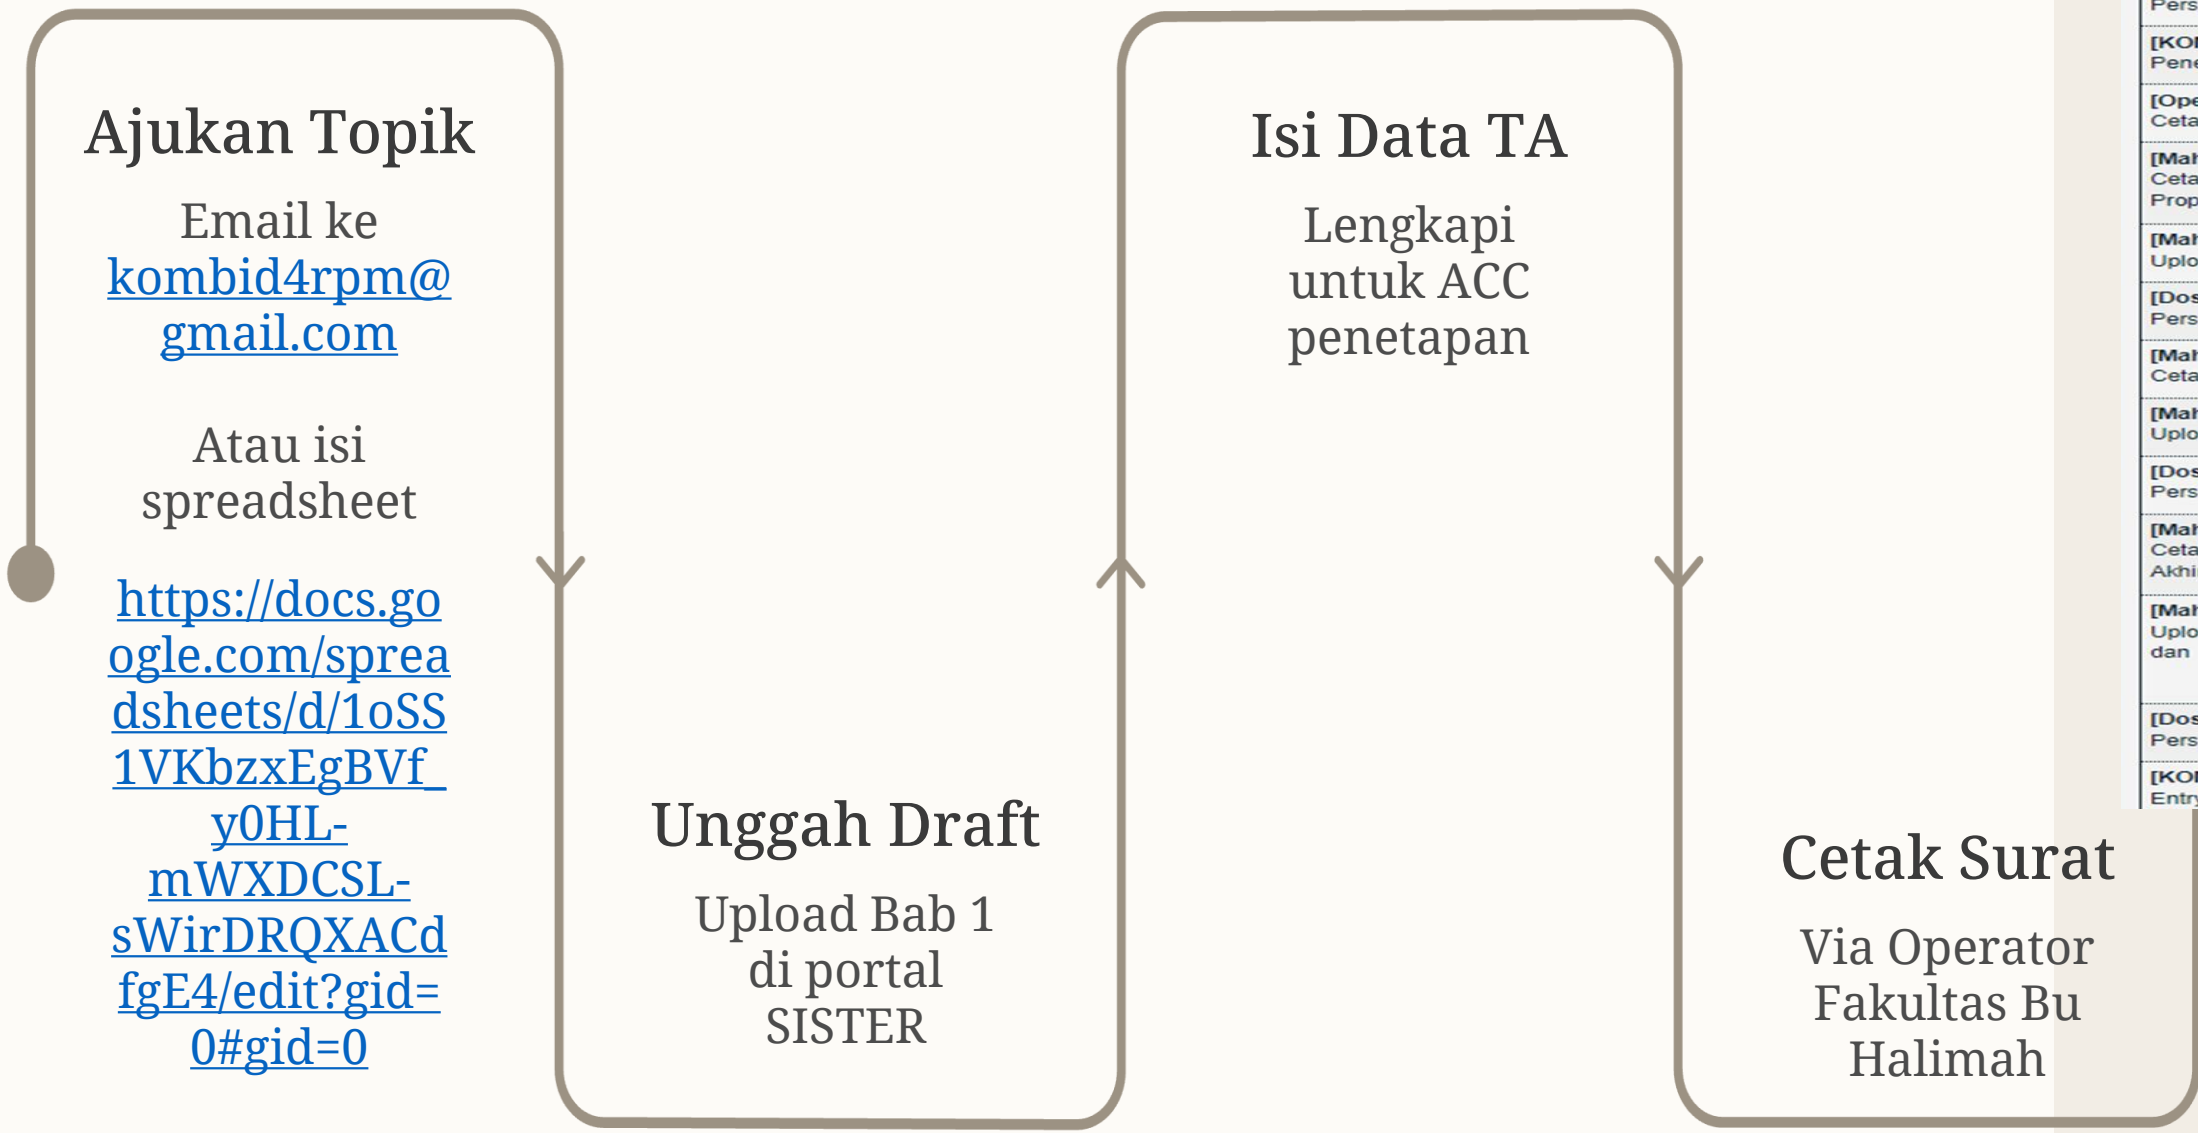 Ajukan Topik
Email ke
kombid4rpm@
gmail.com
Atau isi
spreadsheet
https://docs.go
ogle.com/sprea
dsheets/d/1oSS
1VKbzxEgBVf_
y0HL-
mWXDCSL-
sWirDRQXACd
fgE4/edit?gid=
0#gid=0
Unggah Draft
Upload Bab 1
di portal
SISTER
Isi Data TA
Lengkapi
untuk ACC
penetapan
Cetak Surat
Via Operator
Fakultas Bu
Halimah
dan